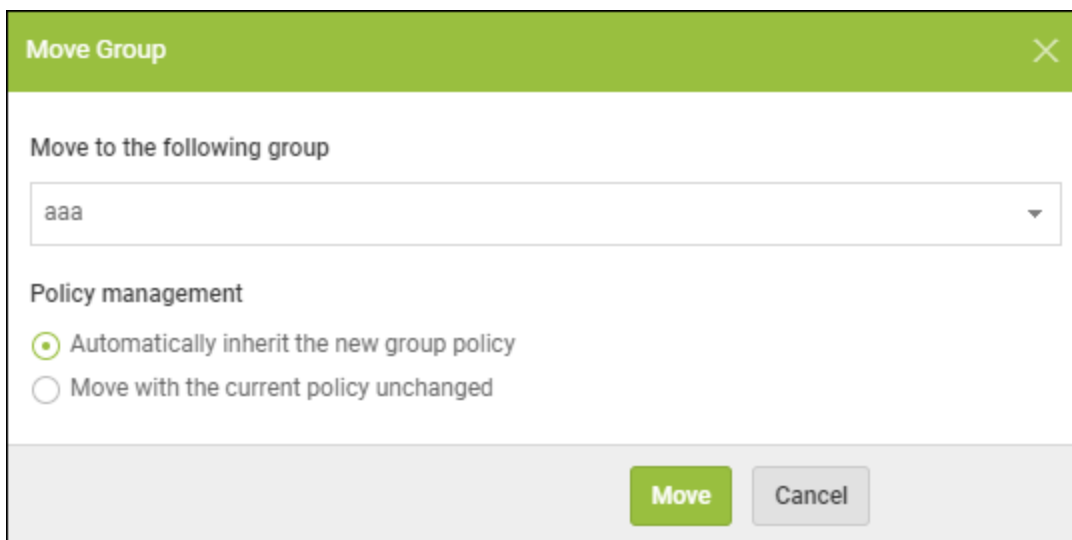 Move Group
Move to the following group
aaa
Policy management
Automatically inherit the new group policy
Move with the current policy unchanged
Move Cancel